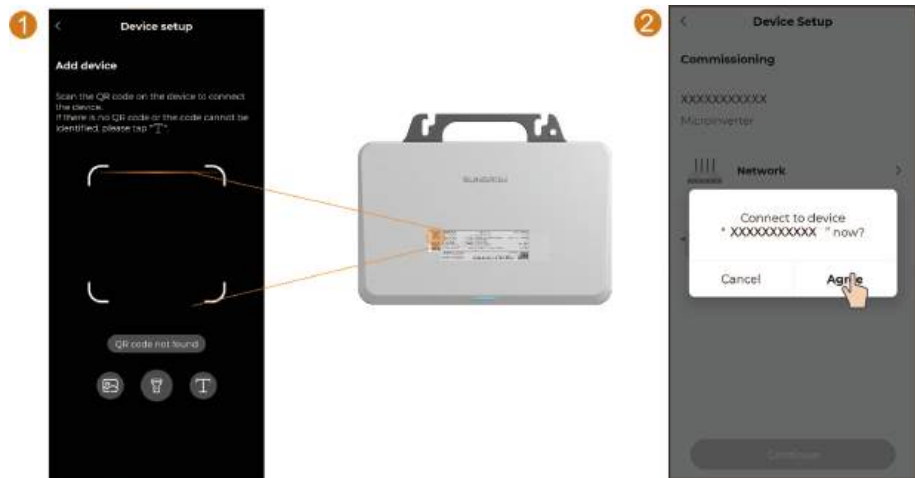 1
Device setup
Add device
Scan the QR code on the device to connect
the device.
If there is no QR code or the code cannot be
identified, please tap "T".
QR code not found
T
SUNGROW
2
Device Setup
Commissioning
XXXXXXXXXXX
Microinverter
Network
Connect to device
" XXXXXXXXXXX " now?
Cancel
Agree
Continue